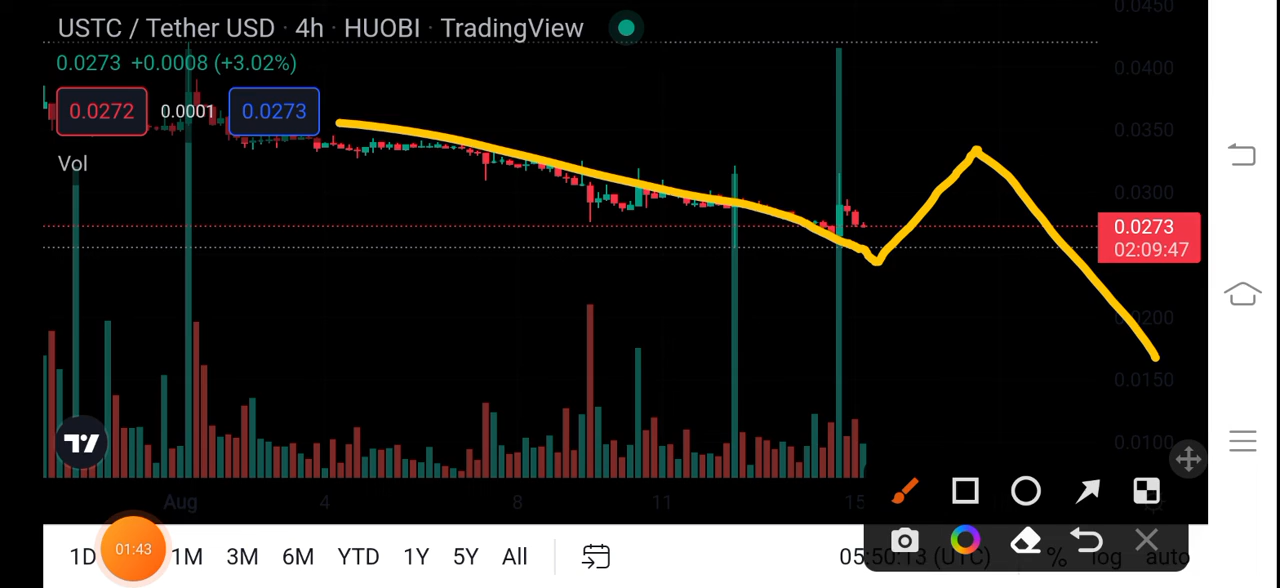 USTC / Tether USD · 4h · HUOBI · TradingView
0.0273 +0.0008 (+3.02%)
0.0272 0.0001 0.0273
Vol
0.0450
0.0400
0.0350
0.0300
0.0273
02:09:47
0.0200
0.0150
0.0100
Aug 4 8 11 15
1D 1M 3M 6M YTD 1Y 5Y All
01:43
05:50:13 (UTC) % log auto